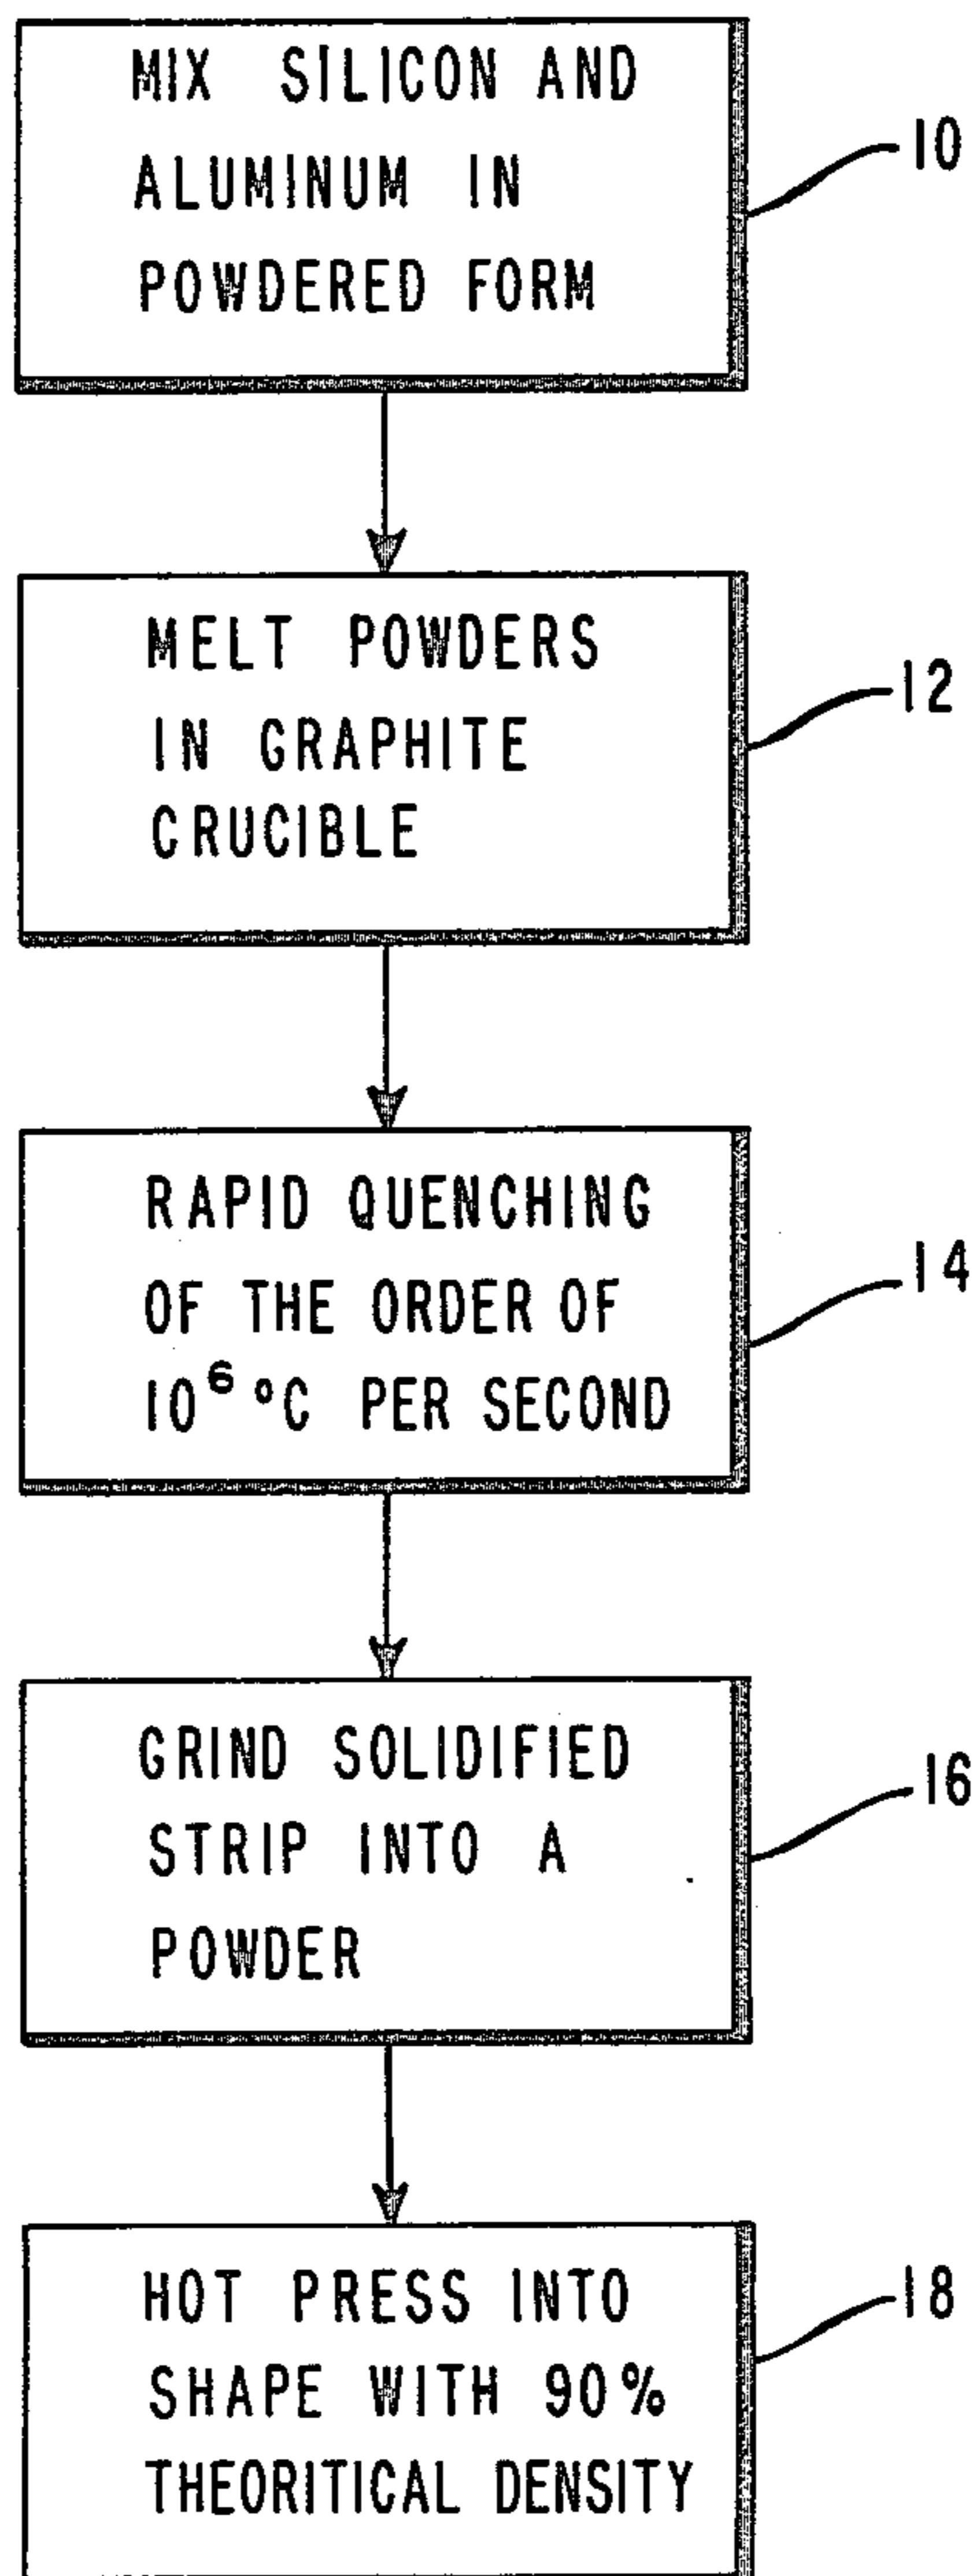 MIX SILICON AND
ALUMINUM IN
POWDERED FORM
10
MELT POWDERS
IN GRAPHITE
CRUCIBLE
12
RAPID QUENCHING
OF THE ORDER OF
10⁶ °C PER SECOND
14
GRIND SOLIDIFIED
STRIP INTO A
POWDER
16
HOT PRESS INTO
SHAPE WITH 90%
THEORITICAL DENSITY
18